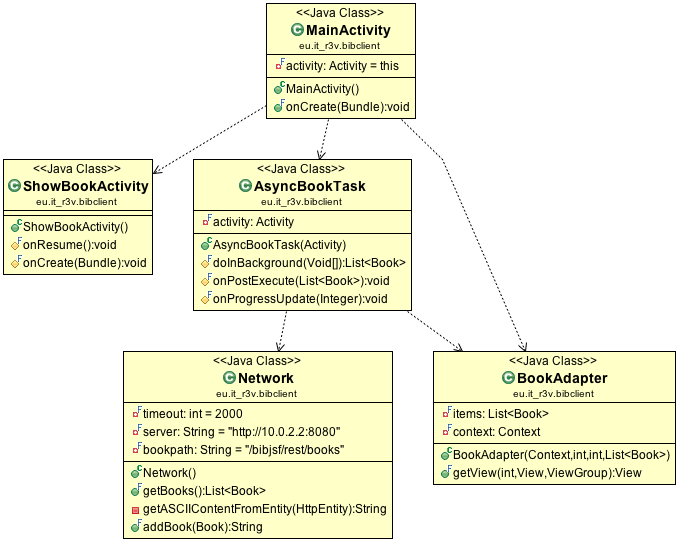 <<Java Class>>
MainActivity
eu.it_r3v.bibclient
activity: Activity = this
MainActivity()
onCreate(Bundle):void
<<Java Class>>
ShowBookActivity
eu.it_r3v.bibclient
ShowBookActivity()
onResume():void
onCreate(Bundle):void
<<Java Class>>
AsyncBookTask
eu.it_r3v.bibclient
activity: Activity
AsyncBookTask(Activity)
doInBackground(Void[]):List<Book>
onPostExecute(List<Book>):void
onProgressUpdate(Integer):void
<<Java Class>>
Network
eu.it_r3v.bibclient
timeout: int = 2000
server: String = "http://10.0.2.2:8080"
bookpath: String = "/bibjsf/rest/books"
Network()
getBooks():List<Book>
getASCIIContentFromEntity(HttpEntity):String
addBook(Book):String
<<Java Class>>
BookAdapter
eu.it_r3v.bibclient
items: List<Book>
context: Context
BookAdapter(Context,int,int,List<Book>)
getView(int,View,ViewGroup):View